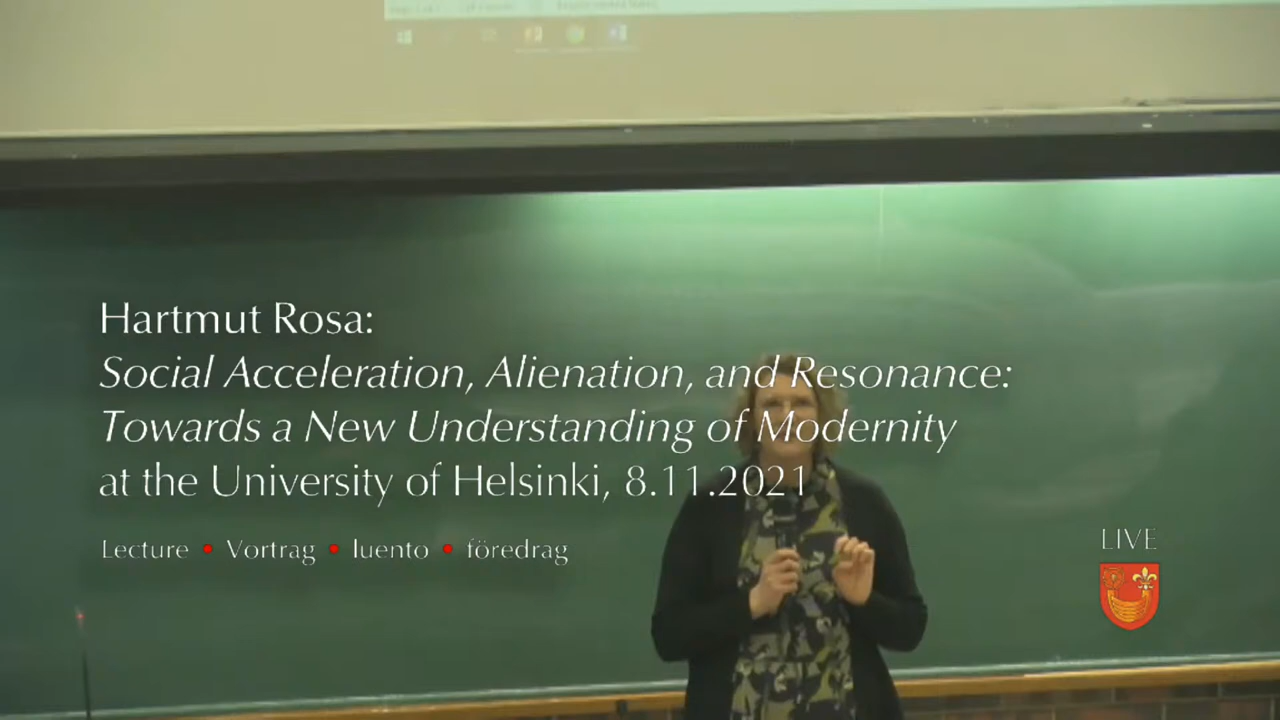 Hartmut Rosa:
Social Acceleration, Alienation, and Resonance:
Towards a New Understanding of Modernity
at the University of Helsinki, 8.11.2021
Lecture • Vortrag • luento • föredrag
LIVE